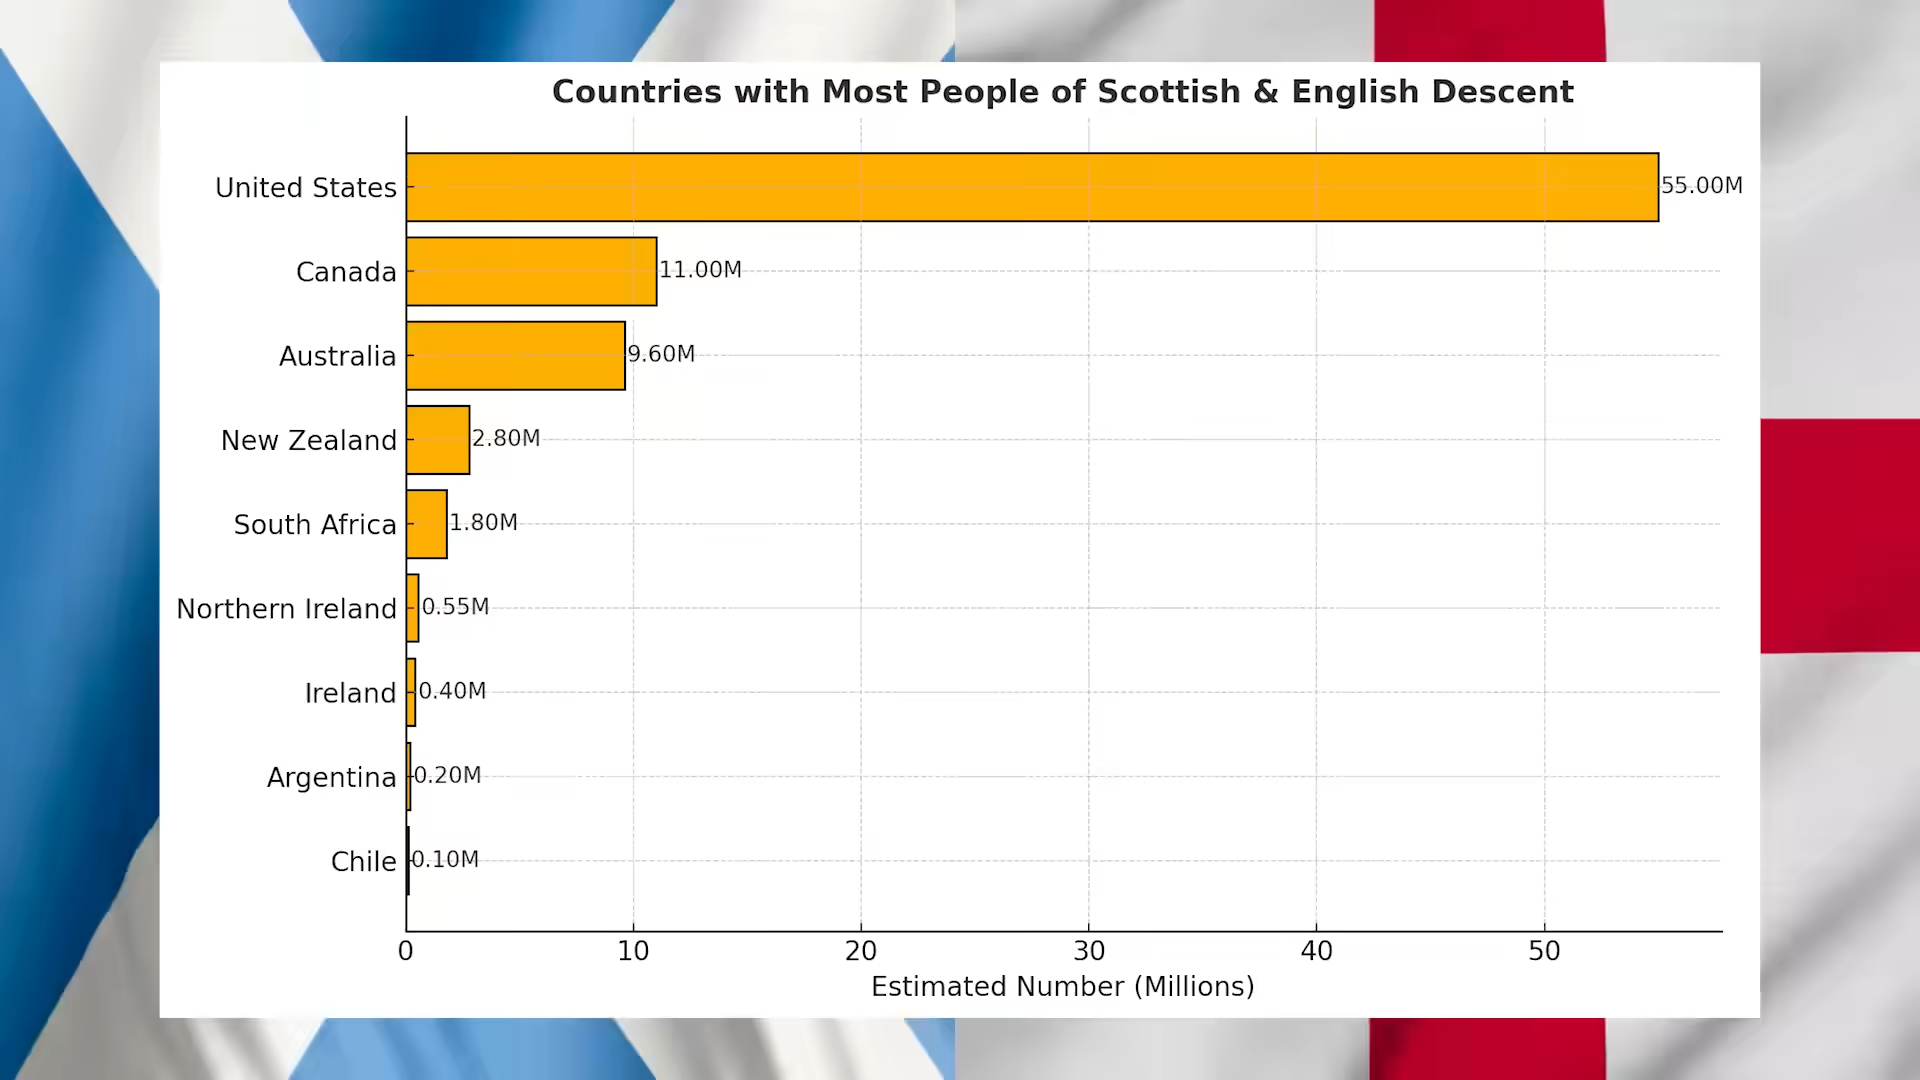 Countries with Most People of Scottish & English Descent
United States 55.00M
Canada 11.00M
Australia 9.60M
New Zealand 2.80M
South Africa 1.80M
Northern Ireland 0.55M
Ireland 0.40M
Argentina 0.20M
Chile 0.10M
0 10 20 30 40 50
Estimated Number (Millions)